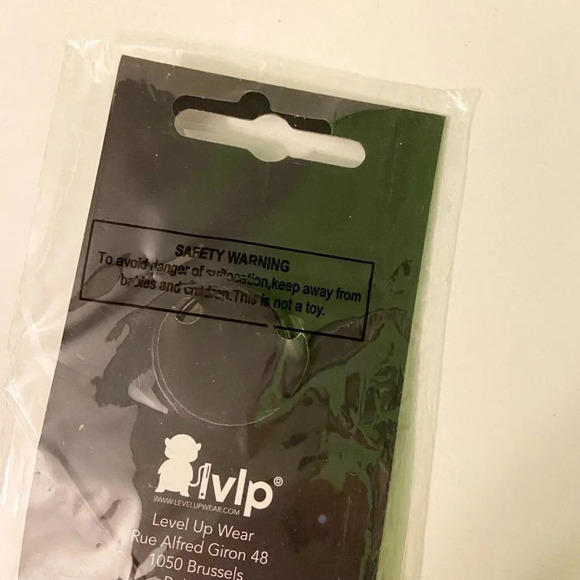 SAFETY WARNING
To avoid danger of suffocation,keep away from
babies and children.This is not a toy.
lvlp®
WWW.LEVELUPWEAR.COM
Level Up Wear
Rue Alfred Giron 48
1050 Brussels